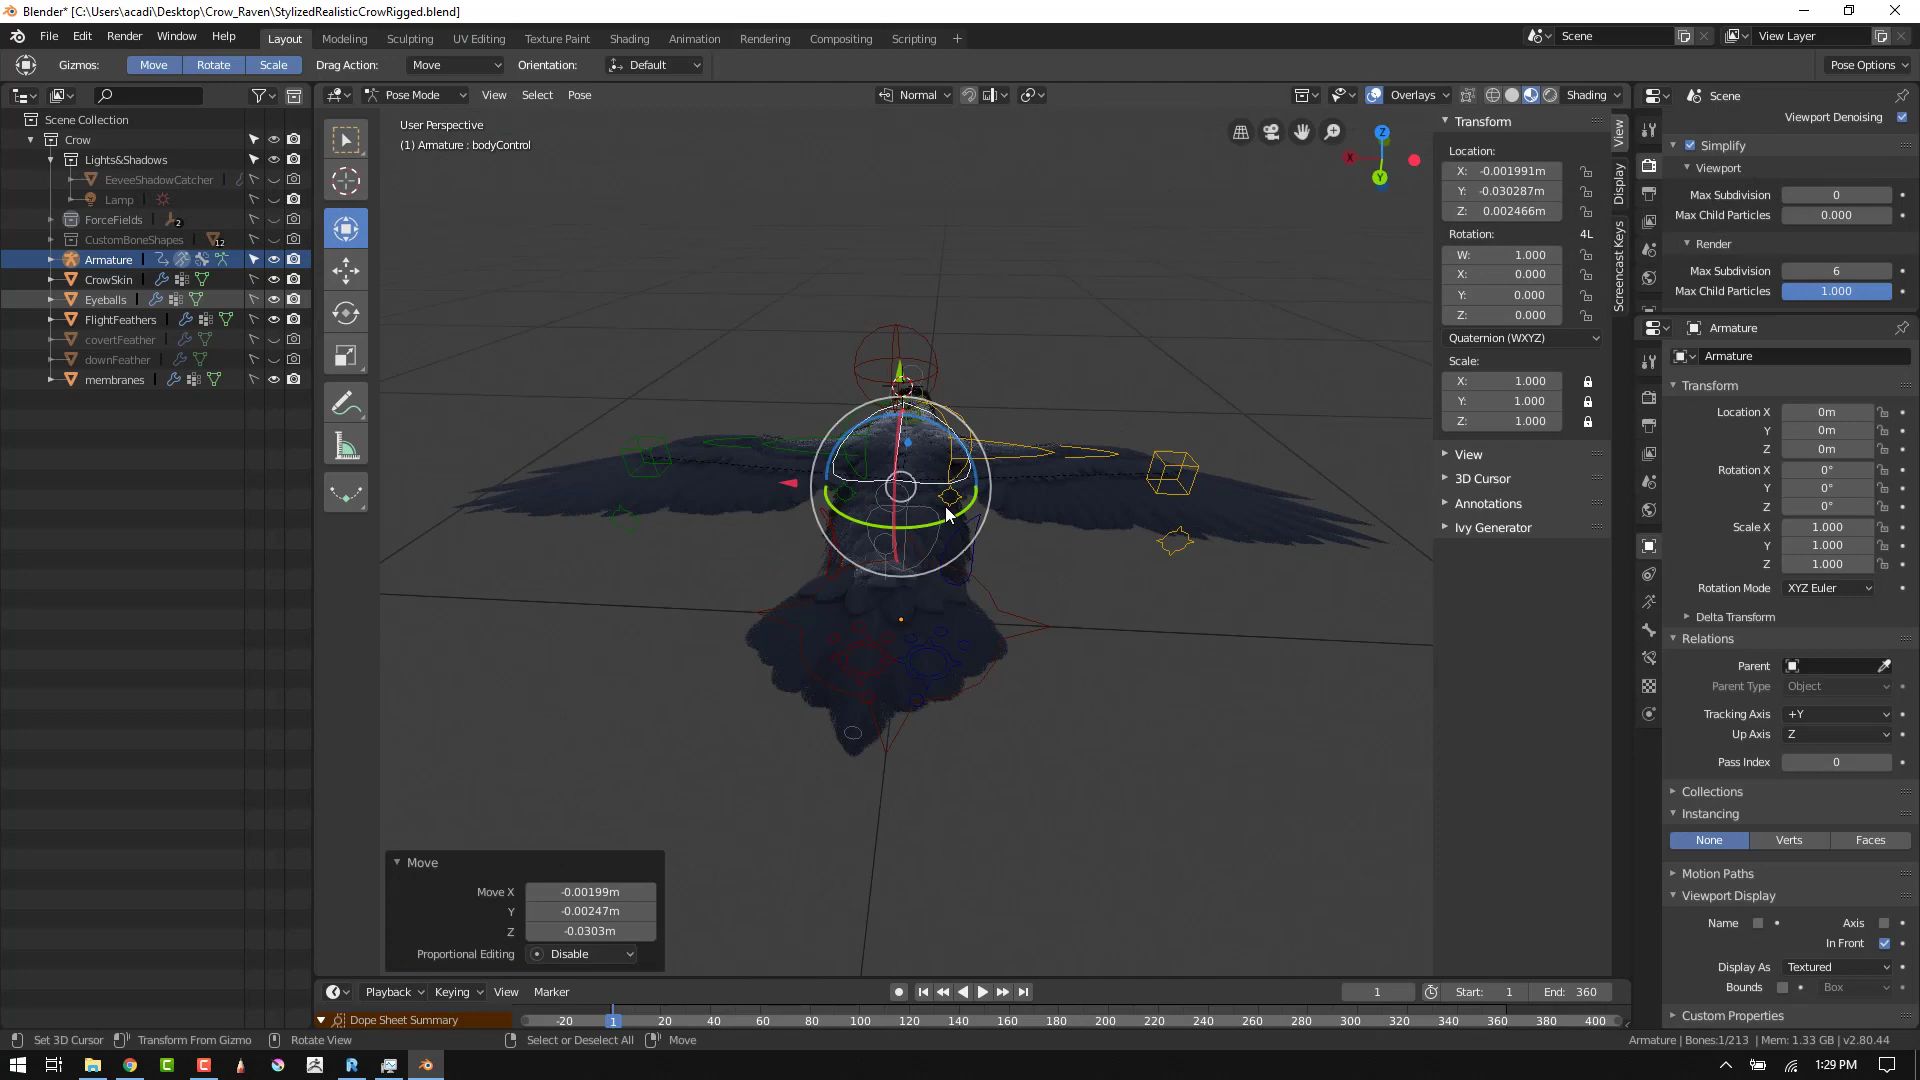 Blender* [C:\Users\acadi\Desktop\Crow_Raven\StylizedRealisticCrowRigged.blend]
File Edit Render Window Help Layout Modeling Sculpting UV Editing Texture Paint Shading Animation Rendering Compositing Scripting + Scene View Layer
Gizmos: Move Rotate Scale Drag Action: Move Orientation: Default Pose Options
Pose Mode View Select Pose Normal Overlays Shading Scene
Scene Collection
Crow
Lights&Shadows
EeveeShadowCatcher
Lamp
ForceFields 2
CustomBoneShapes 12
Armature
CrowSkin
Eyeballs
FlightFeathers
covertFeather
downFeather
membranes
User Perspective
(1) Armature : bodyControl
Z
X
Y
Move
Move X -0.00199m
Y -0.00247m
Z -0.0303m
Proportional Editing Disable
Transform
Location:
X: -0.001991m
Y: -0.030287m
Z: 0.002466m
Rotation: 4L
W: 1.000
X: 0.000
Y: 0.000
Z: 0.000
Quaternion (WXYZ)
Scale:
X: 1.000
Y: 1.000
Z: 1.000
View
3D Cursor
Annotations
Ivy Generator
View
Display
Screencast Keys
Viewport Denoising
Simplify
Viewport
Max Subdivision 0
Max Child Particles 0.000
Render
Max Subdivision 6
Max Child Particles 1.000
Armature
Armature
Transform
Location X 0m
Y 0m
Z 0m
Rotation X 0°
Y 0°
Z 0°
Scale X 1.000
Y 1.000
Z 1.000
Rotation Mode XYZ Euler
Delta Transform
Relations
Parent
Parent Type Object
Tracking Axis +Y
Up Axis Z
Pass Index 0
Collections
Instancing
None Verts Faces
Motion Paths
Viewport Display
Name Axis
In Front
Display As Textured
Bounds Box
Custom Properties
Playback Keying View Marker 1 Start: 1 End: 360
Dope Sheet Summary -20 1 20 40 60 80 100 120 140 160 180 200 220 240 260 280 300 320 340 360 380 400
Set 3D Cursor Transform From Gizmo Rotate View Select or Deselect All Move Armature | Bones:1/213 | Mem: 1.33 GB | v2.80.44
1:29 PM